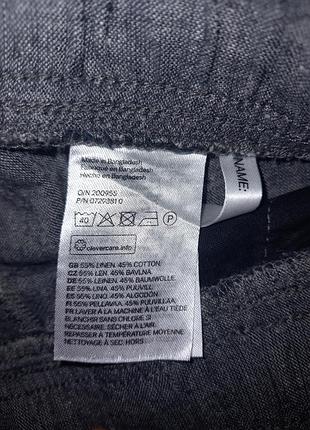 Made in Bangladesh
Fabriqué en Bangladesh
Hecho en Bangladesh
O/N 200955
P/N 0729381 0
40 P
clevercare.info
GB 55% LINEN. 45% COTTON.
CZ 55% LEN. 45% BAVLNA.
DE 55% LEINEN. 45% BAUMWOLLE
EE 55% LINA. 45% PUUVILL.
ES 55% LINO. 45% ALGODÓN.
FI 55% PELLAVAA. 45% PUUVILLAA
FR LAVER À LA MACHINE À L'EAU TIÈDE
BLANCHIR SANS CHLORE SI
NÉCESSAIRE. SÉCHER À L'AIR.
REPASSER À TEMPÉRATURE MOYENNE
NETTOYAGE À SEC. HORS
NAME: